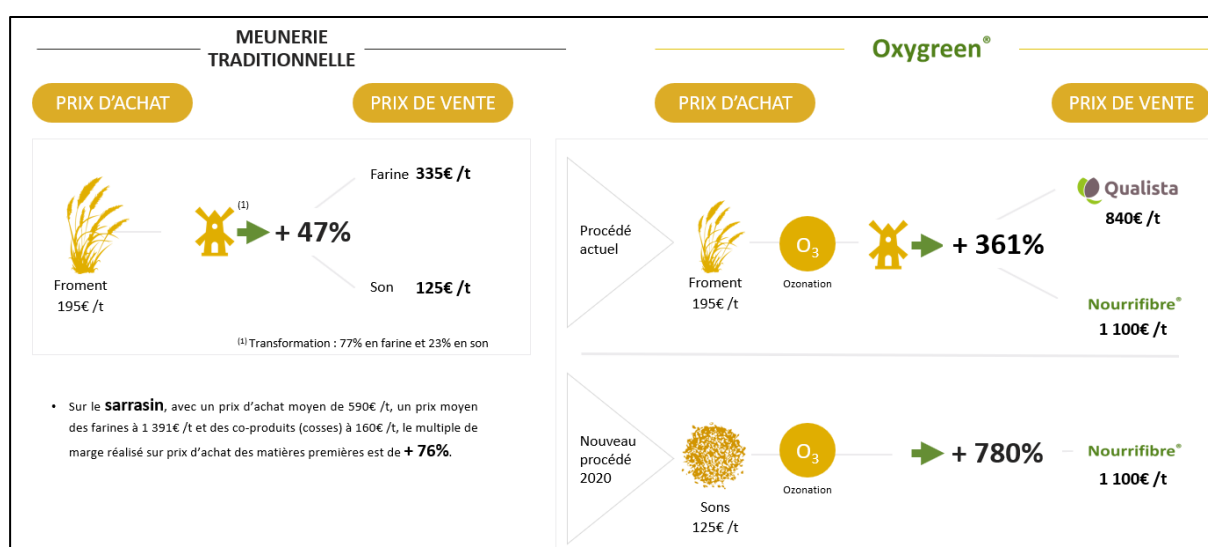 MEUNERIE
TRADITIONNELLE
PRIX D'ACHAT
PRIX DE VENTE
Farine 335€ /t
(1)
+ 47%
Froment
195€ /t
Son 125€ /t
(1) Transformation : 77% en farine et 23% en son
• Sur le sarrasin, avec un prix d'achat moyen de 590€ /t, un prix moyen
des farines à 1 391€ /t et des co-produits (cosses) à 160€ /t, le multiple de
marge réalisé sur prix d'achat des matières premières est de + 76%.
Oxygreen®
PRIX D'ACHAT
PRIX DE VENTE
Procédé
actuel
Froment
195€ /t
O3
Ozonation
+ 361%
Qualista
840€ /t
Nourrifibre®
1 100€ /t
Nouveau
procédé
2020
Sons
125€ /t
O3
Ozonation
+ 780%
Nourrifibre®
1 100€ /t